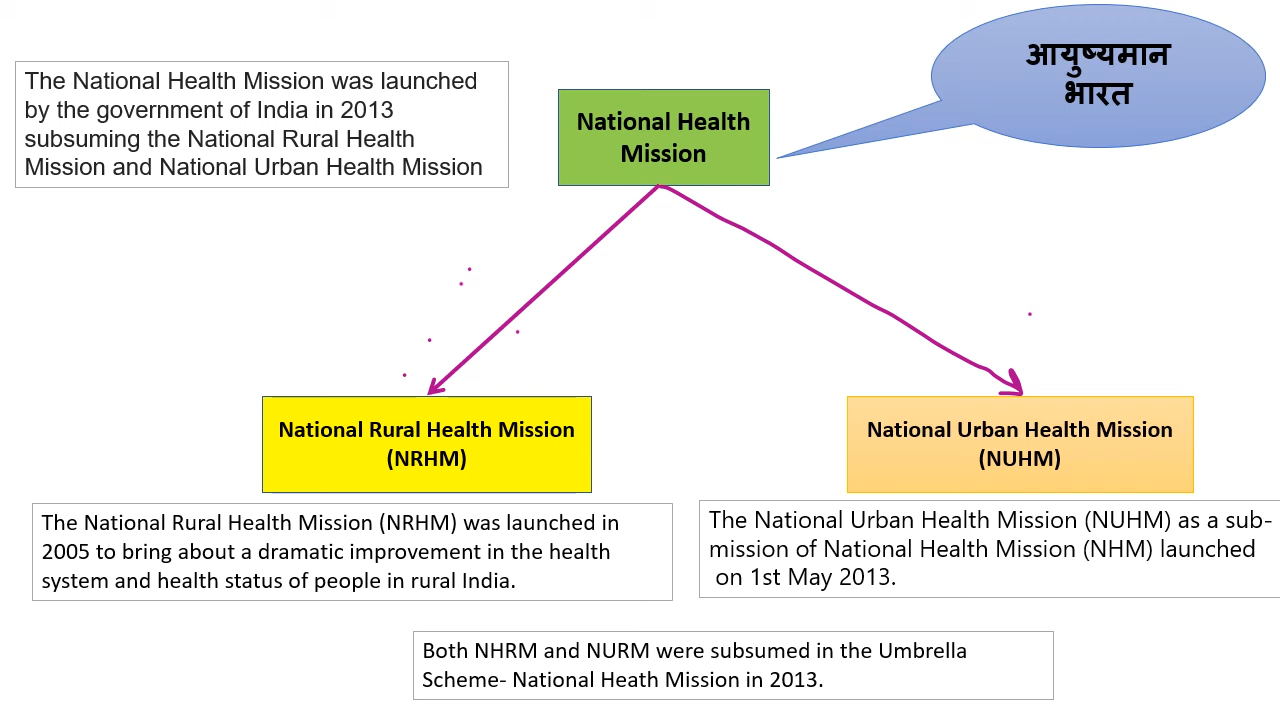 The National Health Mission was launched
by the government of India in 2013
subsuming the National Rural Health
Mission and National Urban Health Mission
National Health
Mission
आयुष्यमान
भारत
National Rural Health Mission
(NRHM)
National Urban Health Mission
(NUHM)
The National Rural Health Mission (NRHM) was launched in
2005 to bring about a dramatic improvement in the health
system and health status of people in rural India.
The National Urban Health Mission (NUHM) as a sub-
mission of National Health Mission (NHM) launched
on 1st May 2013.
Both NHRM and NURM were subsumed in the Umbrella
Scheme- National Heath Mission in 2013.